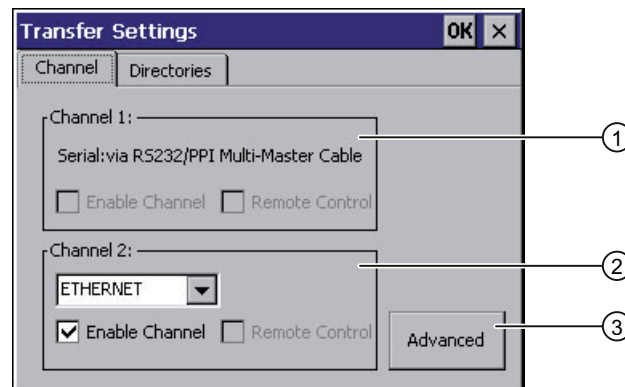 Transfer Settings OK ×
Channel Directories
Channel 1:
Serial:via RS232/PPI Multi-Master Cable
Enable Channel Remote Control
1
Channel 2:
ETHERNET
Enable Channel Remote Control
2
Advanced
3